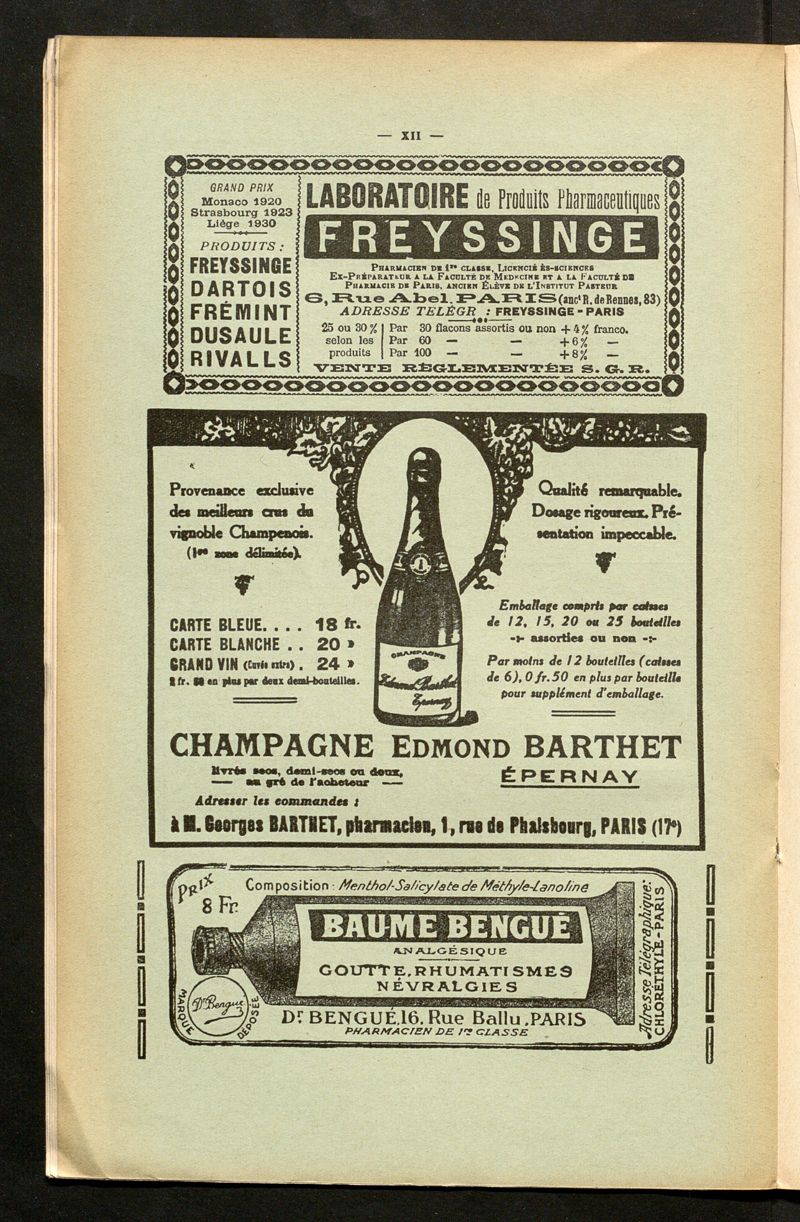 — XII —
GRAND PRIX
Monaco 1920
Strasbourg 1923
Liège 1930
PRODUITS :
FREYSSINGE
DARTOIS
FRÉMINT
DUSAULE
RIVALLS
LABORATOIRE de Produits Pharmaceutiques
FREYSSINGE
PHARMACIEN DE 1re CLASSE, LICENCIÉ ÈS-SCIENCES
EX-PRÉPARATEUR A LA FACULTÉ DE MEDECINE ET A LA FACULTÉ DE
PHARMACIE DE PARIS, ANCIEN ÉLÈVE DE L'INSTITUT PASTEUR
6, Rue Abel, PARIS (anct R. de Rennes, 83)
ADRESSE TELÉGR : FREYSSINGE - PARIS
25 ou 30 % Par 30 flacons assortis ou non + 4 % franco.
selon les Par 60 — — + 6 % —
produits Par 100 — — + 8 % —
VENTE RÉGLEMENTÉE S. G. R.
Provenance exclusive
des meilleurs crus du
vignoble Champenois.
(1re zone délimitée).
Qualité remarquable.
Dosage rigoureux. Pré-
sentation impeccable.
CARTE BLEUE. . . . 18 fr.
CARTE BLANCHE . . 20 »
GRAND VIN (Cuvée extra) . 24 »
2 fr. 50 en plus par deux demi-bouteilles.
Emballage compris par caisses
de 12, 15, 20 ou 25 bouteilles
-:- assorties ou non -:-
Par moins de 12 bouteilles (caisses
de 6), 0 fr. 50 en plus par bouteille
pour supplément d'emballage.
CHAMPAGNE
Edmond Barthet
Epernay
CHAMPAGNE EDMOND BARTHET
livrés secs, demi-secs ou doux,
— au gré de l'acheteur —
ÉPERNAY
Adresser les commandes :
à M. Georges BARTHET, pharmacien, 1, rue de Phalsbourg, PARIS (17e)
PRIX
8 Fr.
Composition : Menthol-Salicylate de Méthyle-Lanoline
BAUME BENGUÉ
ANALGÉSIQUE
GOUTTE, RHUMATISMES
NÉVRALGIES
MARQUE DÉPOSÉE
Dr Bengué
Dr BENGUÉ, 16, Rue Ballu, PARIS
PHARMACIEN DE 1re CLASSE
Adresse Télégraphique:
CHLORÉTHYLE - PARIS